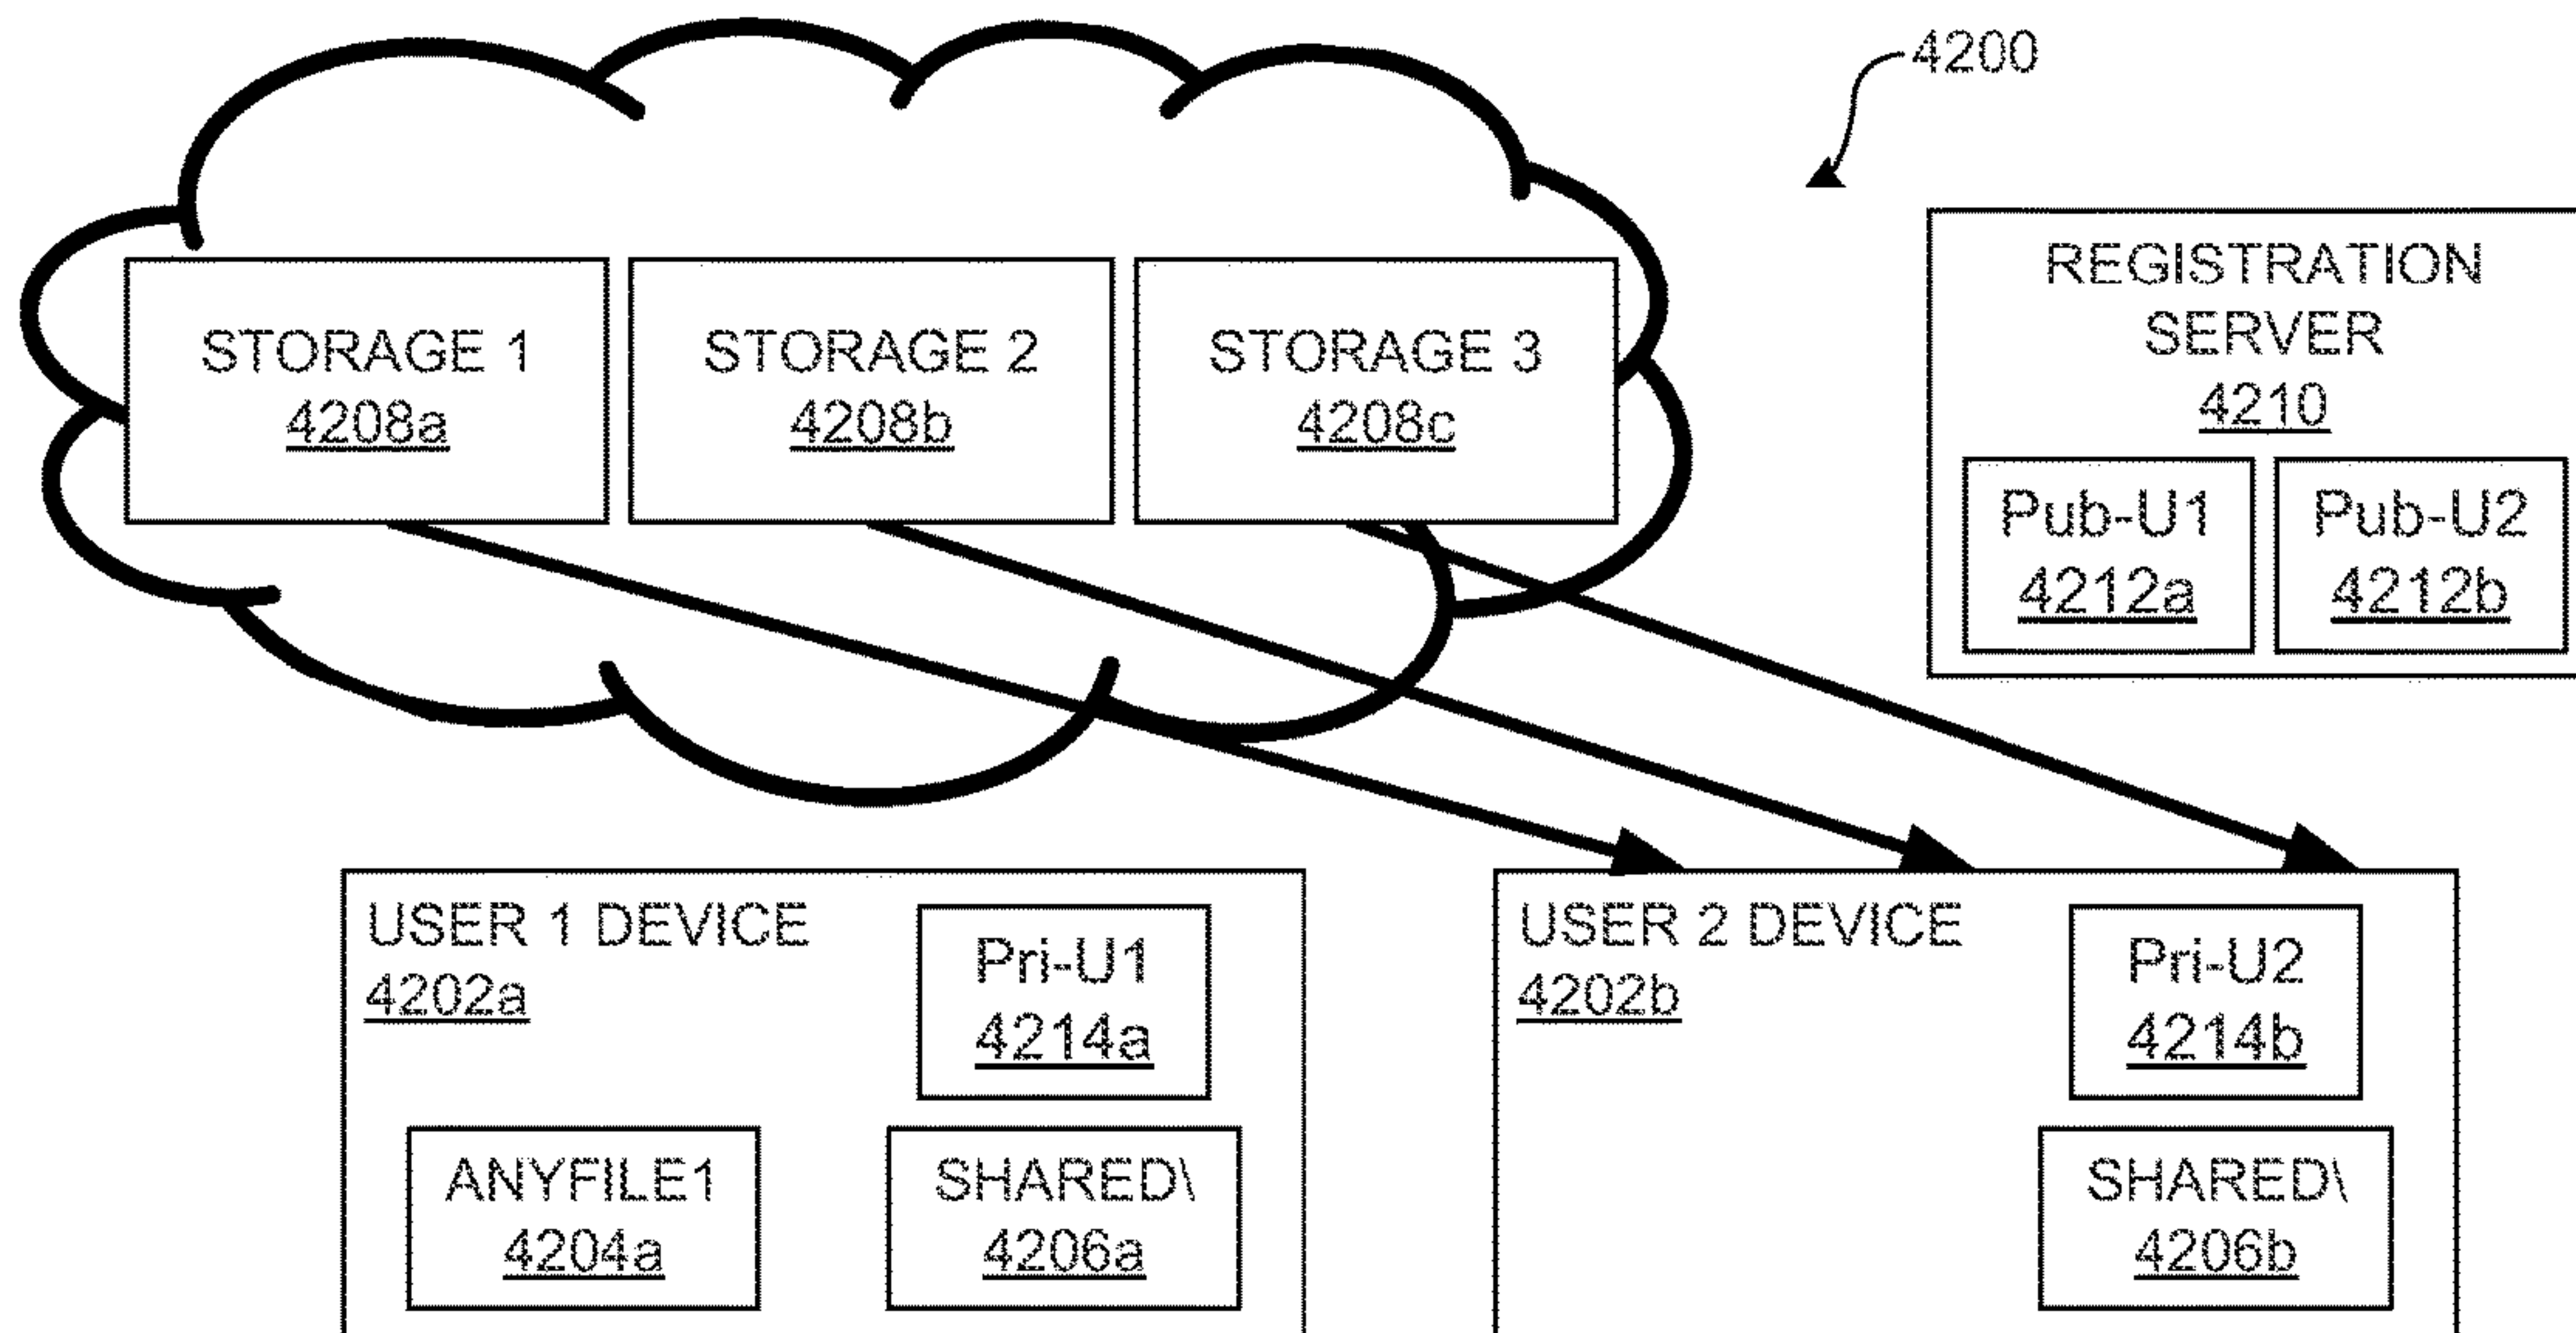 4200
STORAGE 1
4208a
STORAGE 2
4208b
STORAGE 3
4208c
REGISTRATION
SERVER
4210
Pub-U1
4212a
Pub-U2
4212b
USER 1 DEVICE
4202a
Pri-U1
4214a
ANYFILE1
4204a
SHARED\
4206a
USER 2 DEVICE
4202b
Pri-U2
4214b
SHARED\
4206b